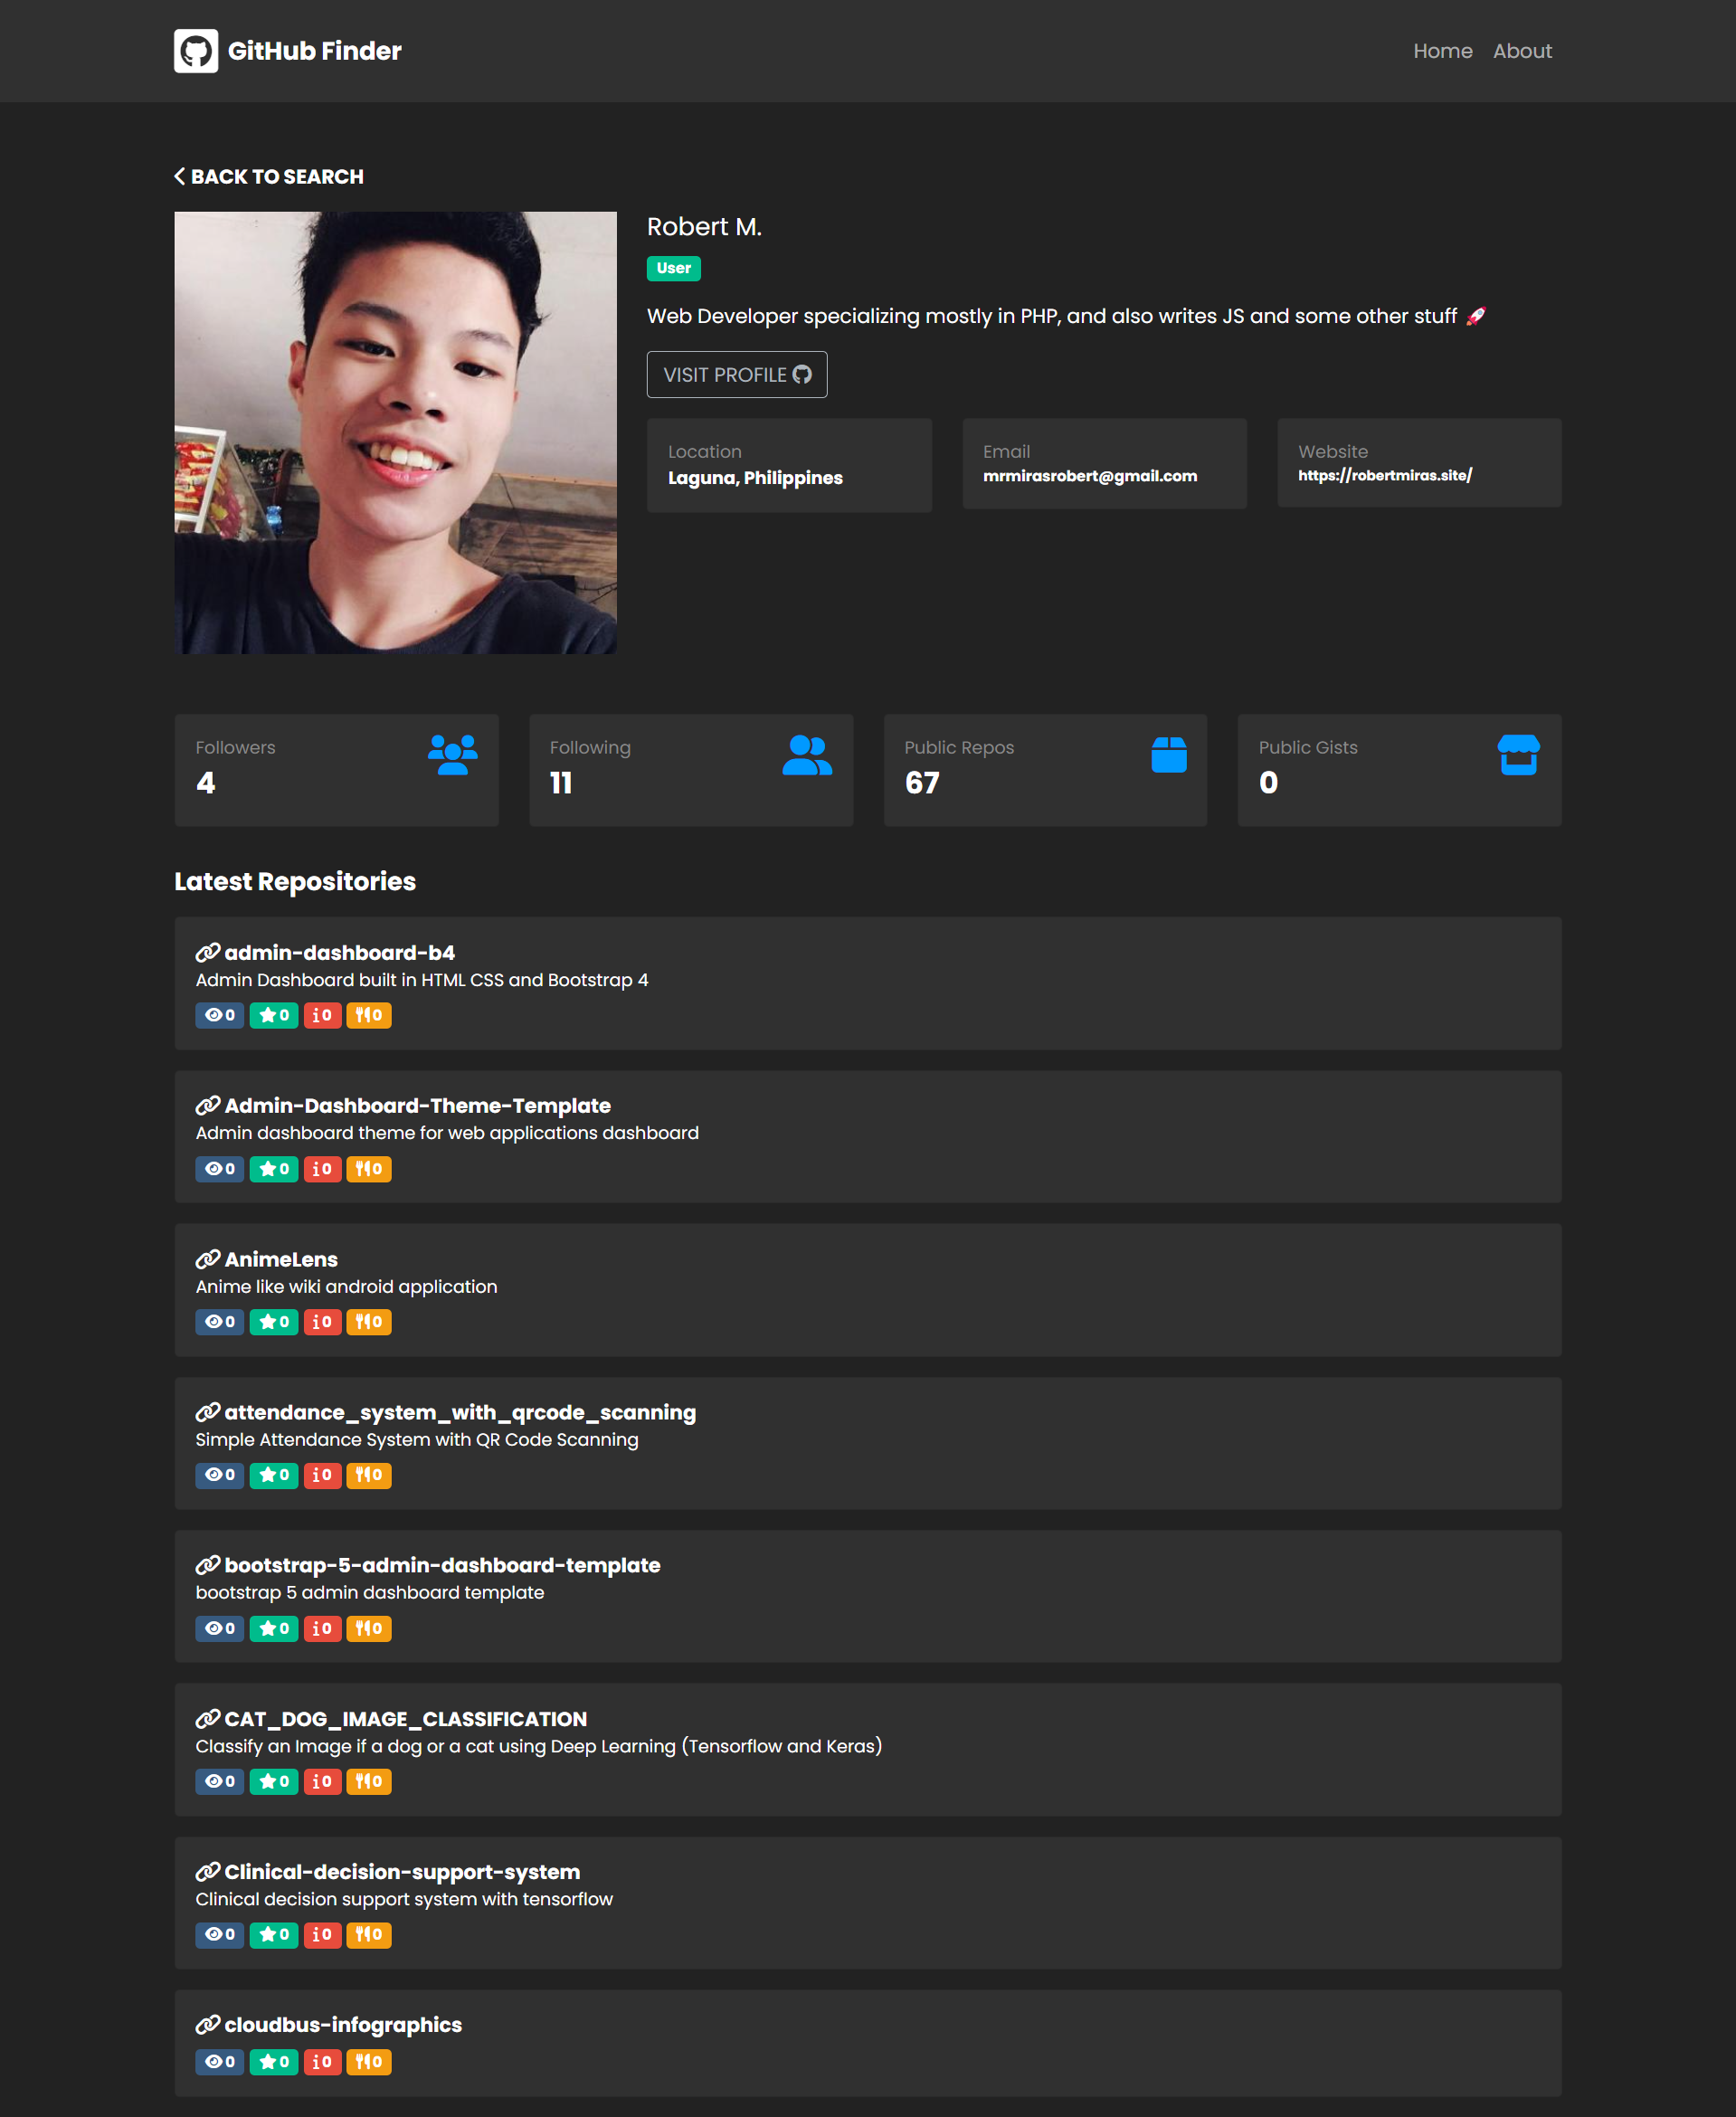 GitHub Finder
Home About
BACK TO SEARCH
Robert M.
User
Web Developer specializing mostly in PHP, and also writes JS and some other stuff 🚀
VISIT PROFILE
Location
Laguna, Philippines
Email
mrmirasrobert@gmail.com
Website
https://robertmiras.site/
Followers
4
Following
11
Public Repos
67
Public Gists
0
Latest Repositories
admin-dashboard-b4
Admin Dashboard built in HTML CSS and Bootstrap 4
0 0 0 0
Admin-Dashboard-Theme-Template
Admin dashboard theme for web applications dashboard
0 0 0 0
AnimeLens
Anime like wiki android application
0 0 0 0
attendance_system_with_qrcode_scanning
Simple Attendance System with QR Code Scanning
0 0 0 0
bootstrap-5-admin-dashboard-template
bootstrap 5 admin dashboard template
0 0 0 0
CAT_DOG_IMAGE_CLASSIFICATION
Classify an Image if a dog or a cat using Deep Learning (Tensorflow and Keras)
0 0 0 0
Clinical-decision-support-system
Clinical decision support system with tensorflow
0 0 0 0
cloudbus-infographics
0 0 0 0